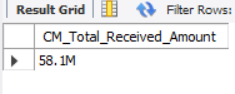 Result Grid Filter Rows:
CM_Total_Received_Amount
58.1M